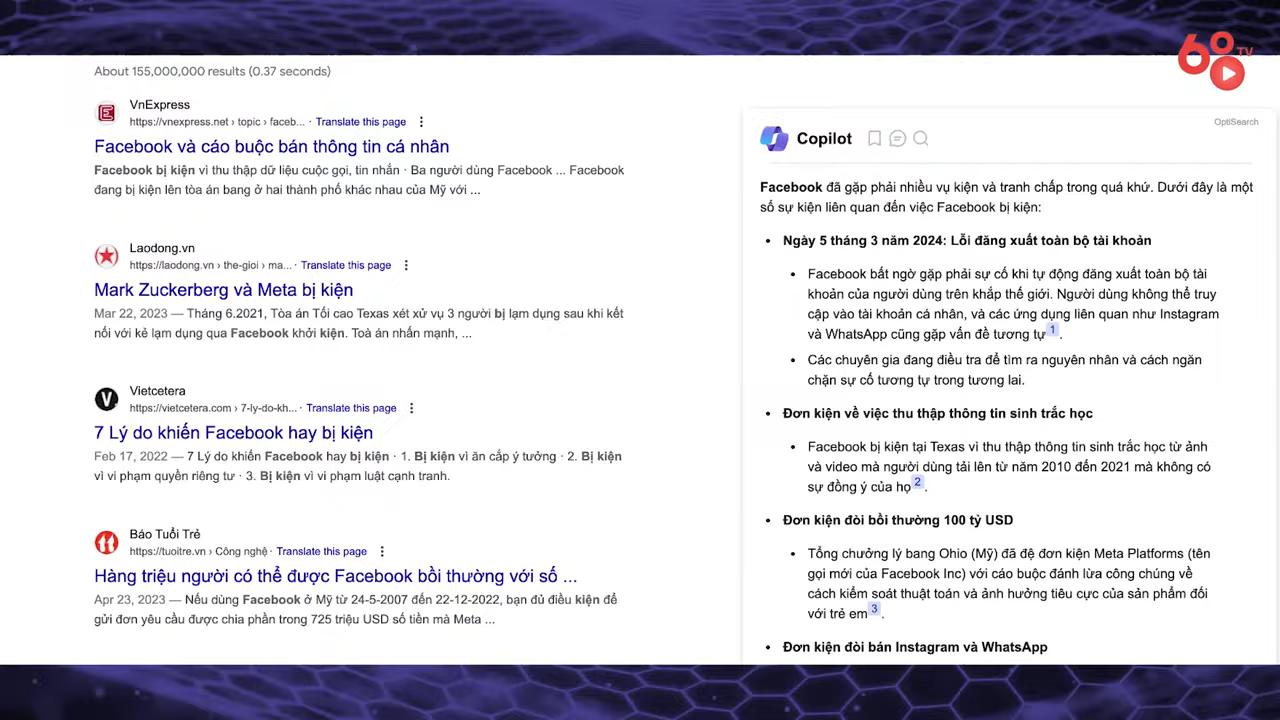 60
TV
About 155,000,000 results (0.37 seconds)
VnExpress
https://vnexpress.net › topic › faceb... · Translate this page
Facebook và cáo buộc bán thông tin cá nhân
Facebook bị kiện vì thu thập dữ liệu cuộc gọi, tin nhắn · Ba người dùng Facebook ... Facebook
đang bị kiện lên tòa án bang ở hai thành phố khác nhau của Mỹ với ...
Laodong.vn
https://laodong.vn › the-gioi › ma... · Translate this page
Mark Zuckerberg và Meta bị kiện
Mar 22, 2023 — Tháng 6.2021, Tòa án Tối cao Texas xét xử vụ 3 người bị lạm dụng sau khi kết
nối với kẻ lạm dụng qua Facebook khởi kiện. Toà án nhấn mạnh, ...
Vietcetera
https://vietcetera.com › 7-ly-do-kh... · Translate this page
7 Lý do khiến Facebook hay bị kiện
Feb 17, 2022 — 7 Lý do khiến Facebook hay bị kiện · 1. Bị kiện vì ăn cắp ý tưởng · 2. Bị kiện
vì vi phạm quyền riêng tư · 3. Bị kiện vì vi phạm luật cạnh tranh.
Báo Tuổi Trẻ
https://tuoitre.vn › Công nghệ · Translate this page
Hàng triệu người có thể được Facebook bồi thường với số ...
Apr 23, 2023 — Nếu dùng Facebook ở Mỹ từ 24-5-2007 đến 22-12-2022, bạn đủ điều kiện để
gửi đơn yêu cầu được chia phần trong 725 triệu USD số tiền mà Meta ...
OptiSearch
Copilot
Facebook đã gặp phải nhiều vụ kiện và tranh chấp trong quá khứ. Dưới đây là một
số sự kiện liên quan đến việc Facebook bị kiện:
• Ngày 5 tháng 3 năm 2024: Lỗi đăng xuất toàn bộ tài khoản
• Facebook bất ngờ gặp phải sự cố khi tự động đăng xuất toàn bộ tài
khoản của người dùng trên khắp thế giới. Người dùng không thể truy
cập vào tài khoản cá nhân, và các ứng dụng liên quan như Instagram
và WhatsApp cũng gặp vấn đề tương tự 1.
• Các chuyên gia đang điều tra để tìm ra nguyên nhân và cách ngăn
chặn sự cố tương tự trong tương lai.
• Đơn kiện về việc thu thập thông tin sinh trắc học
• Facebook bị kiện tại Texas vì thu thập thông tin sinh trắc học từ ảnh
và video mà người dùng tải lên từ năm 2010 đến 2021 mà không có
sự đồng ý của họ 2.
• Đơn kiện đòi bồi thường 100 tỷ USD
• Tổng chưởng lý bang Ohio (Mỹ) đã đệ đơn kiện Meta Platforms (tên
gọi mới của Facebook Inc) với cáo buộc đánh lừa công chúng về
cách kiểm soát thuật toán và ảnh hưởng tiêu cực của sản phẩm đối
với trẻ em 3.
• Đơn kiện đòi bán Instagram và WhatsApp